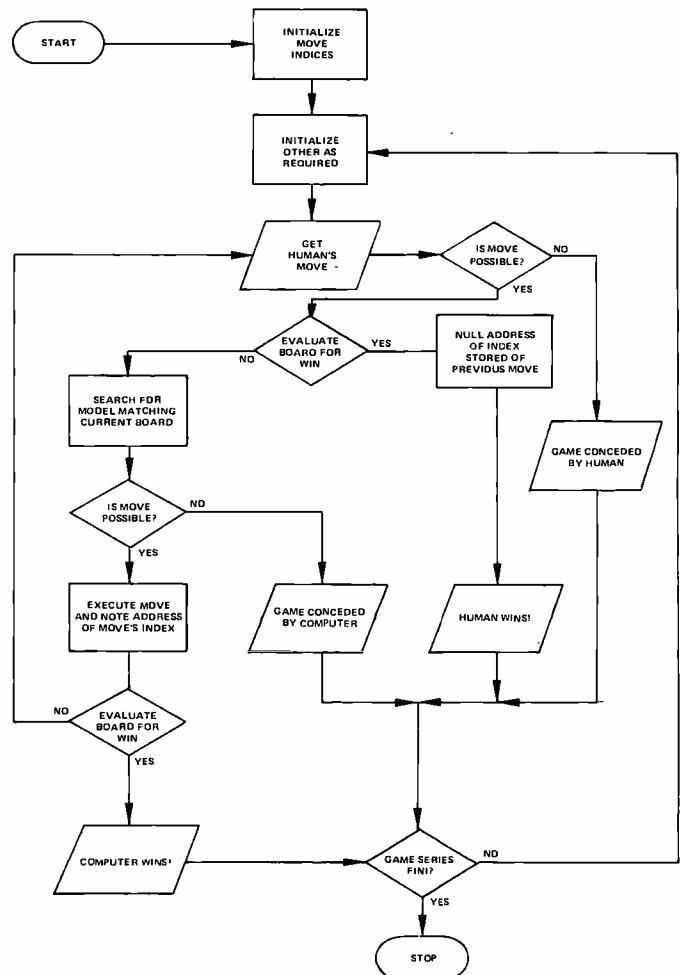 START
INITIALIZE
MOVE
INDICES
INITIALIZE
OTHER AS
REQUIRED
GET
HUMAN'S
MOVE
IS MOVE
POSSIBLE?
NO
YES
EVALUATE
BOARD FOR
WIN
NO
YES
NULL ADDRESS
OF INDEX
STORED OF
PREVIOUS MOVE
SEARCH FOR
MODEL MATCHING
CURRENT BOARD
GAME CONCEDED
BY HUMAN
IS MOVE
POSSIBLE?
NO
YES
EXECUTE MOVE
AND NOTE ADDRESS
OF MOVE'S INDEX
GAME CONCEDED
BY COMPUTER
HUMAN WINS!
EVALUATE
BOARD FOR
WIN
NO
YES
COMPUTER WINS!
GAME SERIES
FINI?
NO
YES
STOP